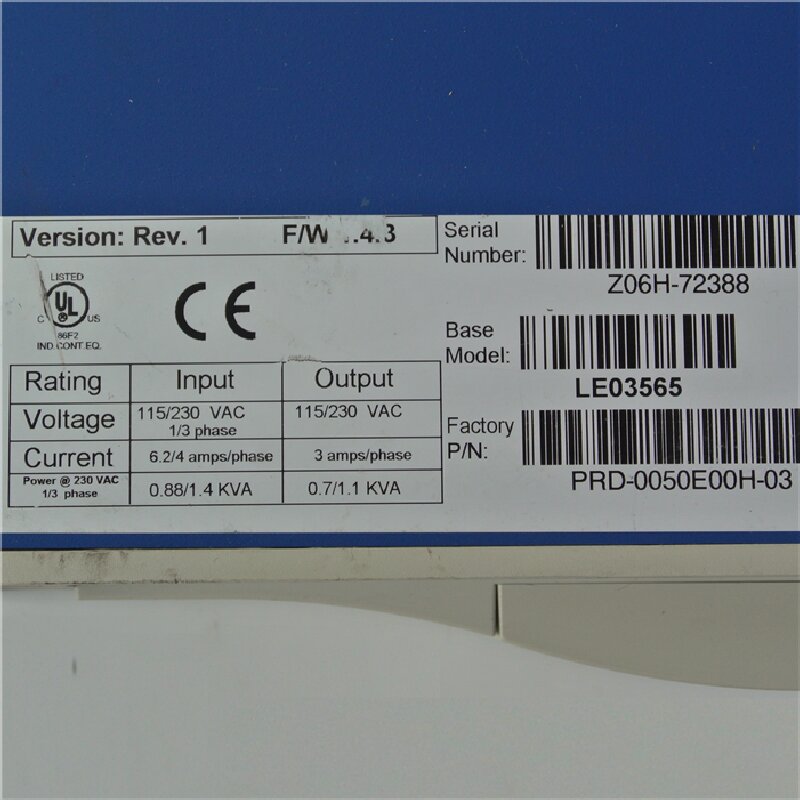 Version: Rev. 1 F/W .4.3
Serial
Number:
Z06H-72388
LISTED
UL
C US
86F2
IND.CONT.EQ.
CE
Base
Model:
LE03565
Rating Input Output
Voltage 115/230 VAC 1/3 phase 115/230 VAC
Current 6.2/4 amps/phase 3 amps/phase
Power @ 230 VAC
1/3 phase 0.88/1.4 KVA 0.7/1.1 KVA
Factory
P/N:
PRD-0050E00H-03